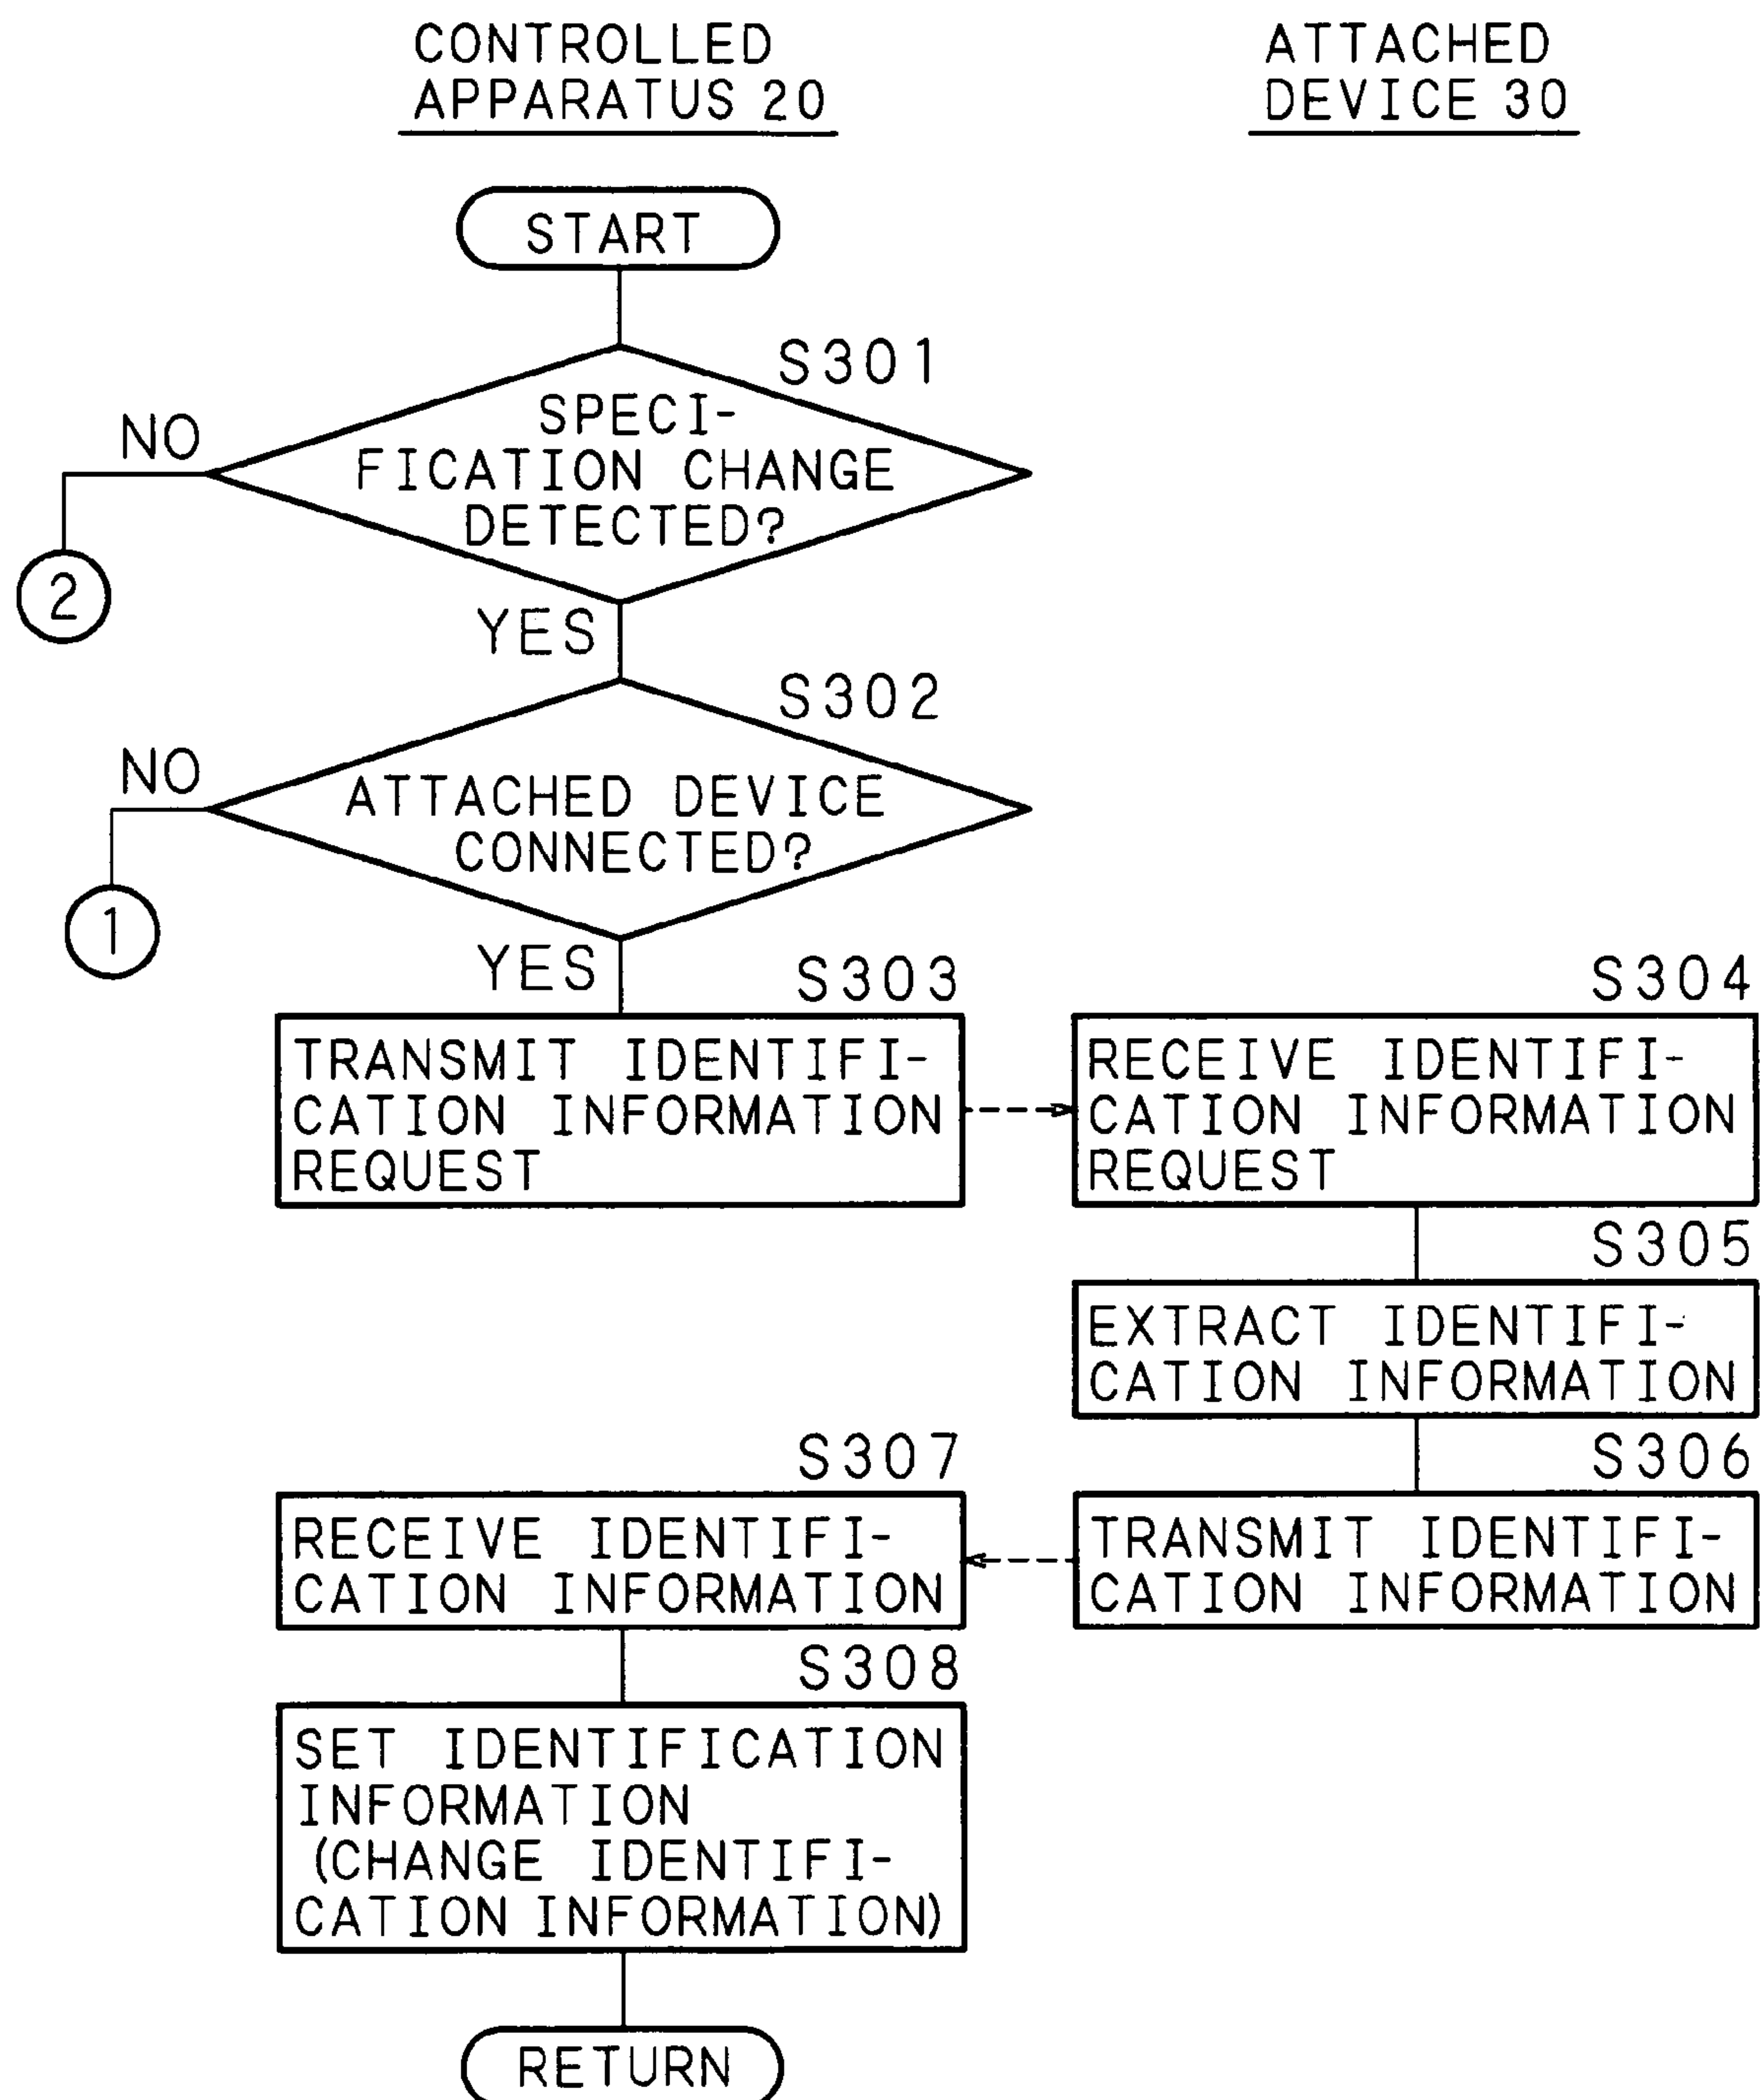 CONTROLLED
APPARATUS 20
ATTACHED
DEVICE 30
START
S301
SPECI-
FICATION CHANGE
DETECTED?
NO
2
YES
S302
ATTACHED DEVICE
CONNECTED?
NO
1
YES
S303
TRANSMIT IDENTIFI-
CATION INFORMATION
REQUEST
S304
RECEIVE IDENTIFI-
CATION INFORMATION
REQUEST
S305
EXTRACT IDENTIFI-
CATION INFORMATION
S306
TRANSMIT IDENTIFI-
CATION INFORMATION
S307
RECEIVE IDENTIFI-
CATION INFORMATION
S308
SET IDENTIFICATION
INFORMATION
(CHANGE IDENTIFI-
CATION INFORMATION)
RETURN